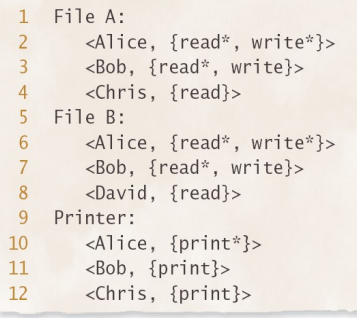 1 File A:
2 <Alice, {read*, write*}>
3 <Bob, {read*, write}>
4 <Chris, {read}>
5 File B:
6 <Alice, {read*, write*}>
7 <Bob, {read*, write}>
8 <David, {read}>
9 Printer:
10 <Alice, {print*}>
11 <Bob, {print}>
12 <Chris, {print}>